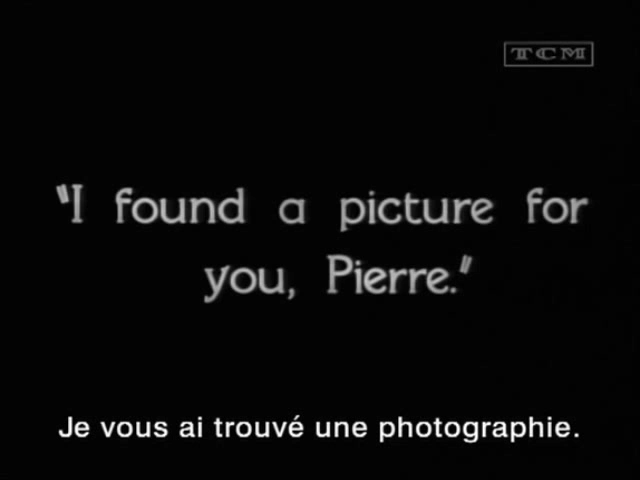 TCM
"I found a picture for
you, Pierre."
Je vous ai trouvé une photographie.